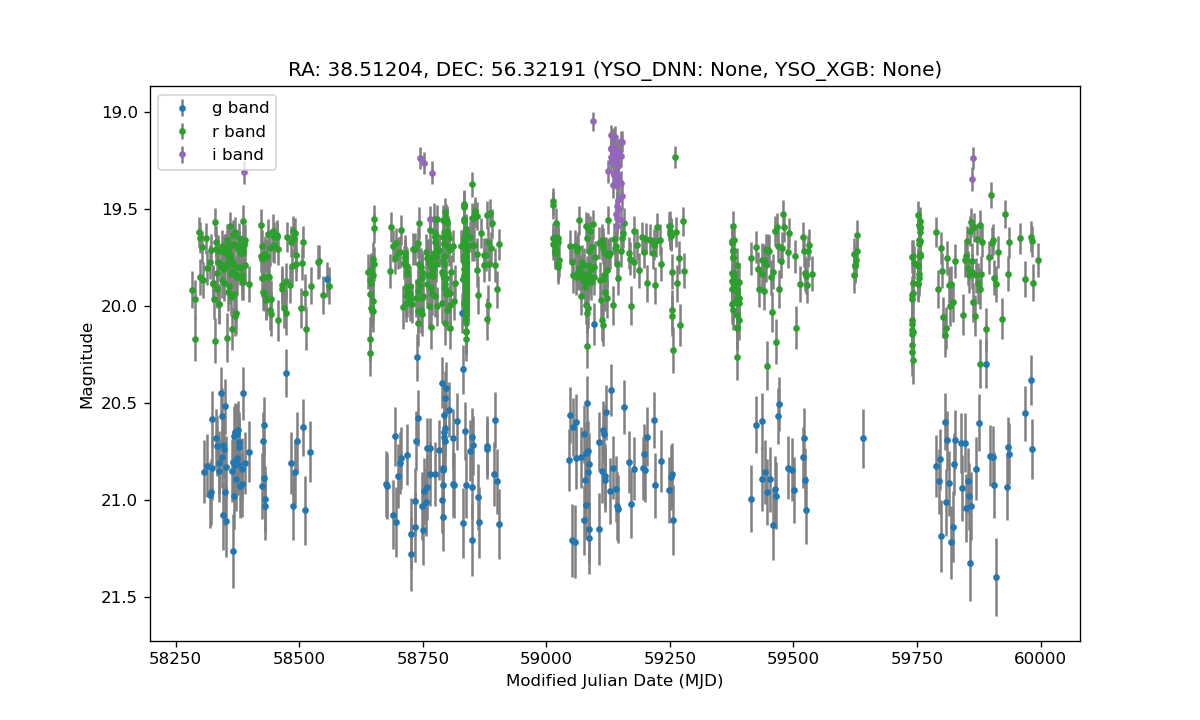 RA: 38.51204, DEC: 56.32191 (YSO_DNN: None, YSO_XGB: None)
g band
r band
i band
19.0
19.5
20.0
20.5
21.0
21.5
Magnitude
58250
58500
58750
59000
59250
59500
59750
60000
Modified Julian Date (MJD)